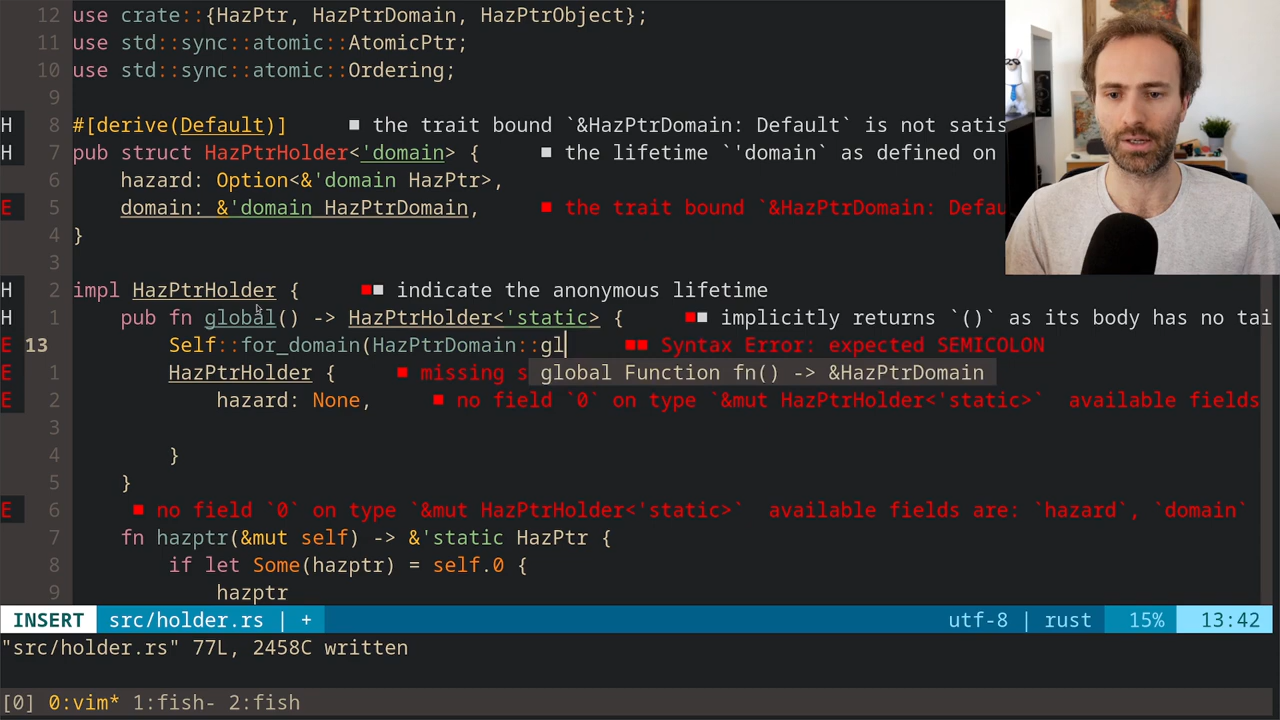 12 use crate::{HazPtr, HazPtrDomain, HazPtrObject};
11 use std::sync::atomic::AtomicPtr;
10 use std::sync::atomic::Ordering;
9
H 8 #[derive(Default)] ■ the trait bound `&HazPtrDomain: Default` is not satis
H 7 pub struct HazPtrHolder<'domain> { ■ the lifetime `'domain` as defined on
6 hazard: Option<&'domain HazPtr>,
E 5 domain: &'domain HazPtrDomain, ■ the trait bound `&HazPtrDomain: Defau
4 }
3
H 2 impl HazPtrHolder { ■■ indicate the anonymous lifetime
H 1 pub fn global() -> HazPtrHolder<'static> { ■■ implicitly returns `()` as its body has no tai
E 13 Self::for_domain(HazPtrDomain::gl ■■ Syntax Error: expected SEMICOLON
E 1 HazPtrHolder { ■ missing s global Function fn() -> &HazPtrDomain
E 2 hazard: None, ■ no field `0` on type `&mut HazPtrHolder<'static>` available fields
3
4 }
5 }
E 6 ■ no field `0` on type `&mut HazPtrHolder<'static>` available fields are: `hazard`, `domain`
7 fn hazptr(&mut self) -> &'static HazPtr {
8 if let Some(hazptr) = self.0 {
9 hazptr
INSERT src/holder.rs | + utf-8 | rust 15% 13:42
"src/holder.rs" 77L, 2458C written
[0] 0:vim* 1:fish- 2:fish